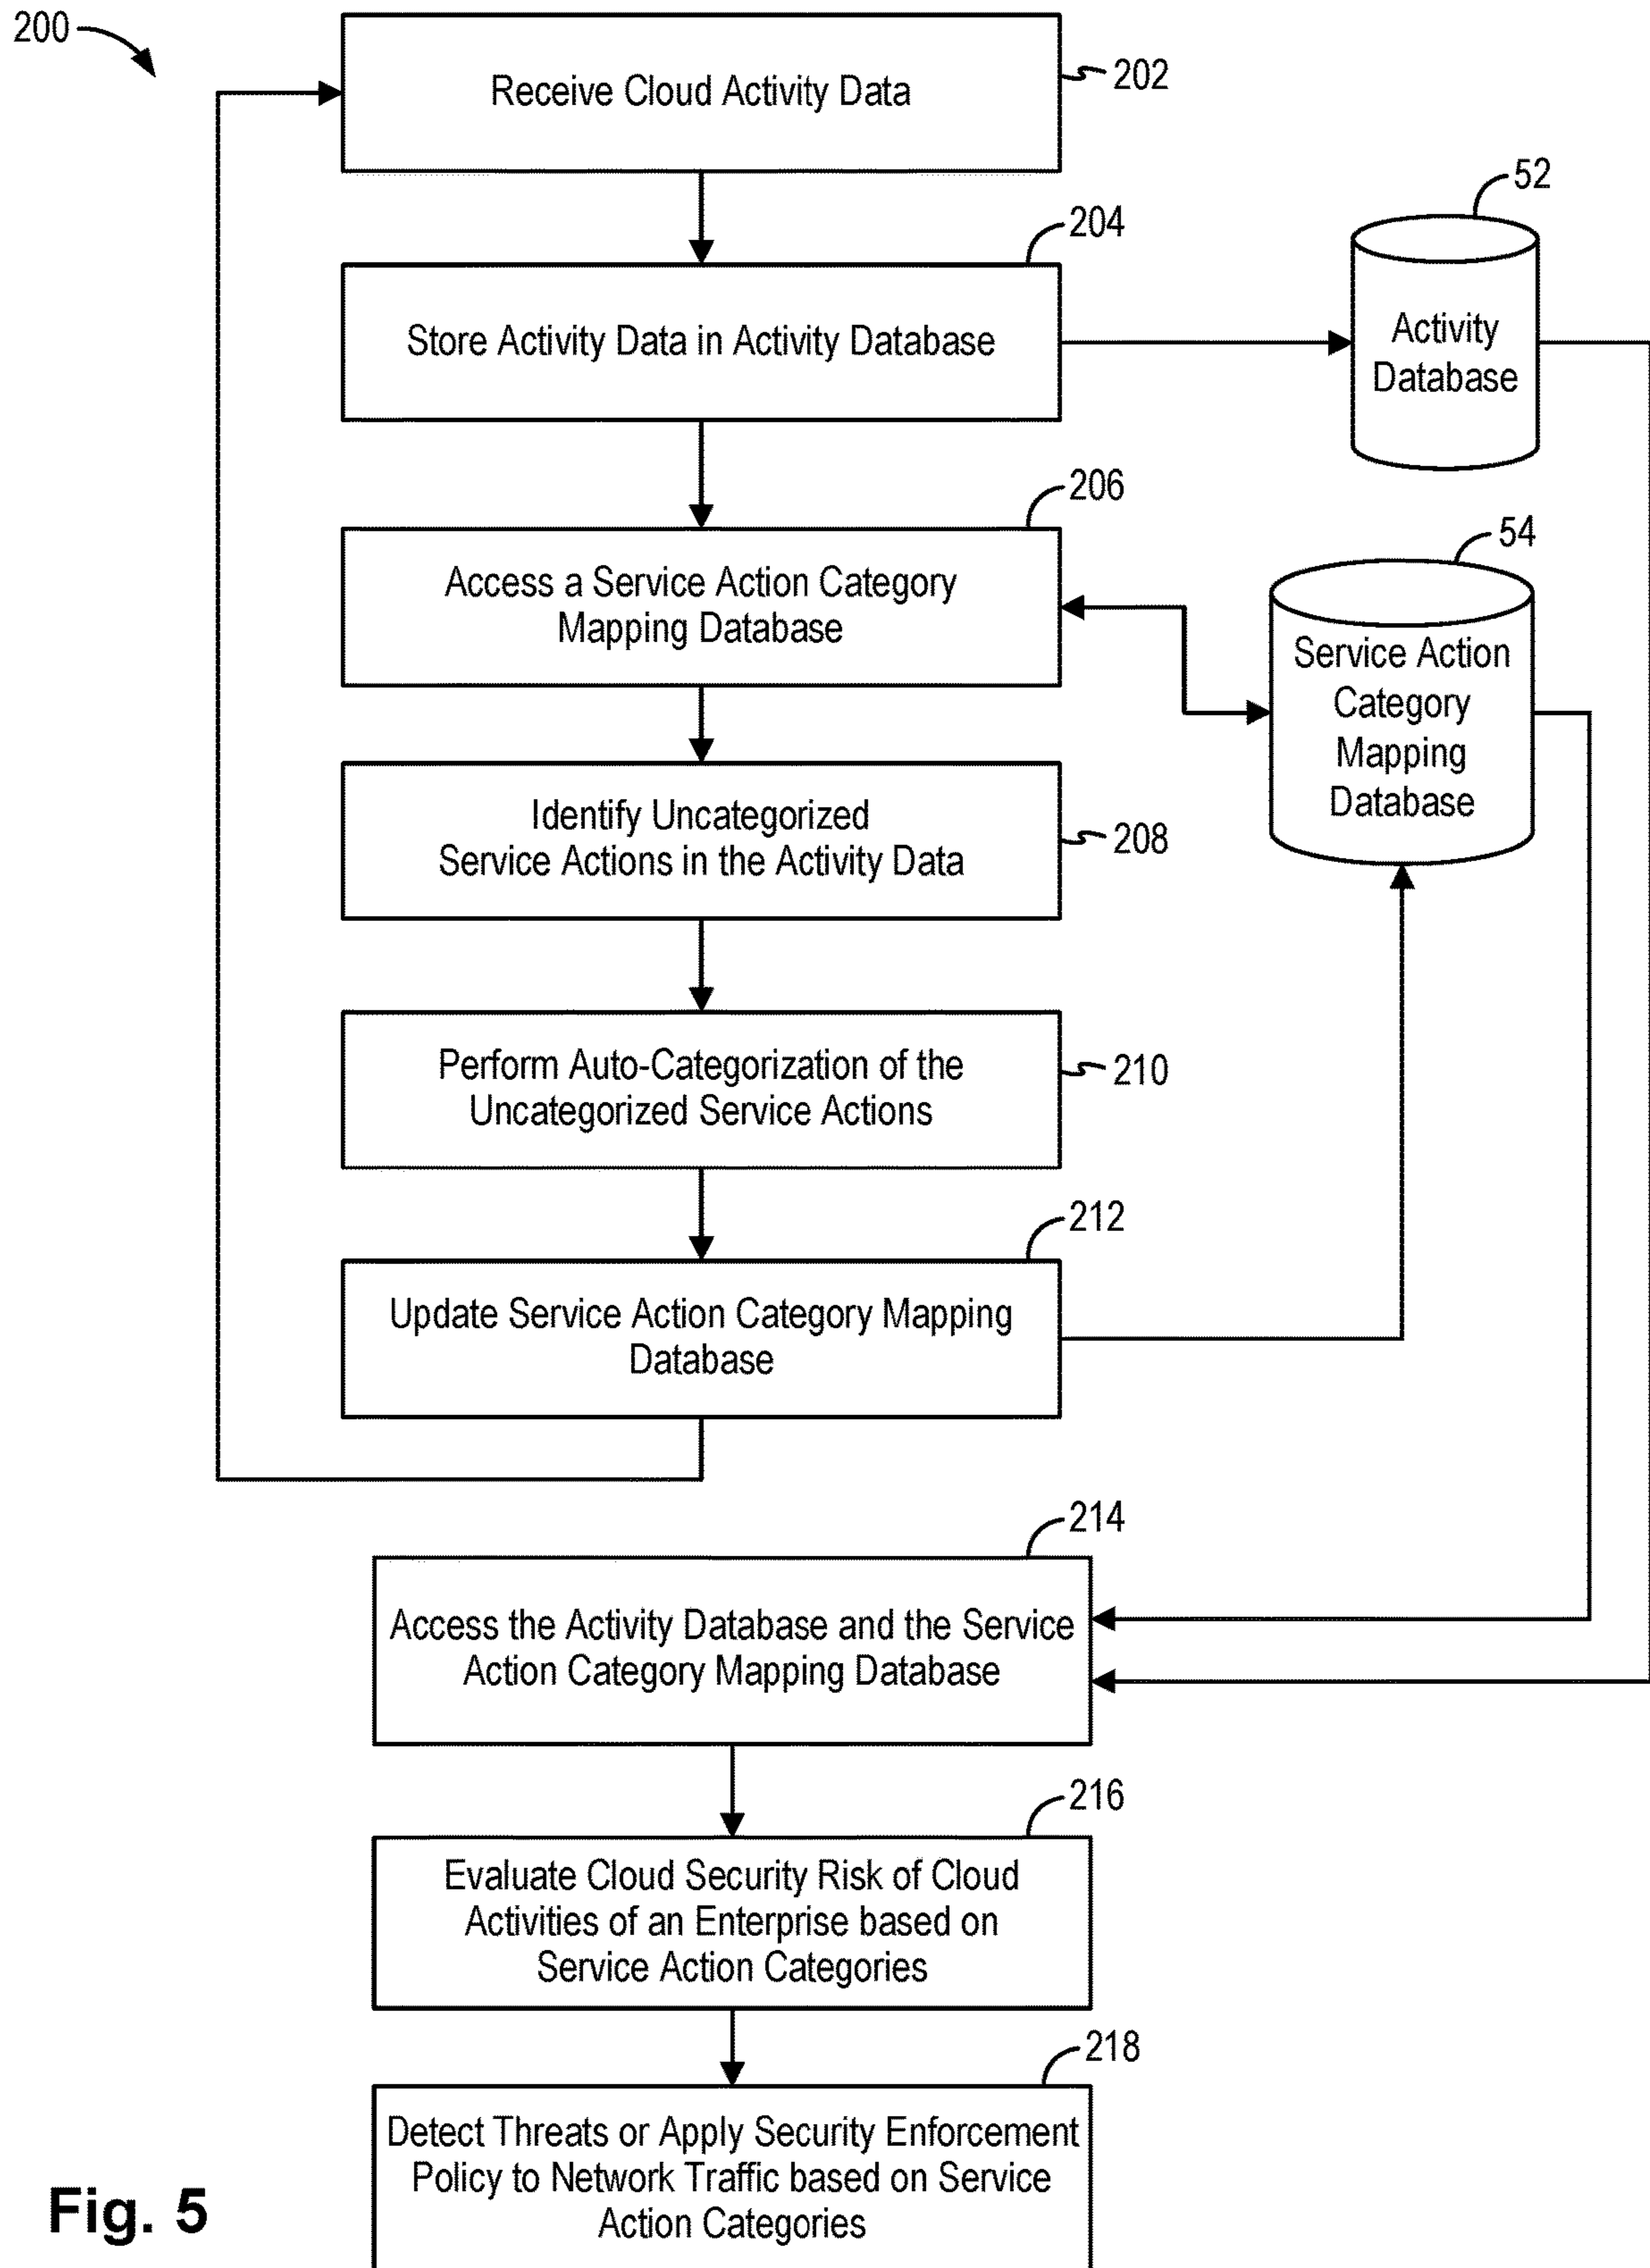 200
Receive Cloud Activity Data
202
204
Store Activity Data in Activity Database
52
Activity
Database
206
Access a Service Action Category
Mapping Database
54
Service Action
Category
Mapping
Database
Identify Uncategorized
Service Actions in the Activity Data
208
Perform Auto-Categorization of the
Uncategorized Service Actions
210
212
Update Service Action Category Mapping
Database
214
Access the Activity Database and the Service
Action Category Mapping Database
216
Evaluate Cloud Security Risk of Cloud
Activities of an Enterprise based on
Service Action Categories
218
Detect Threats or Apply Security Enforcement
Policy to Network Traffic based on Service
Action Categories
Fig. 5